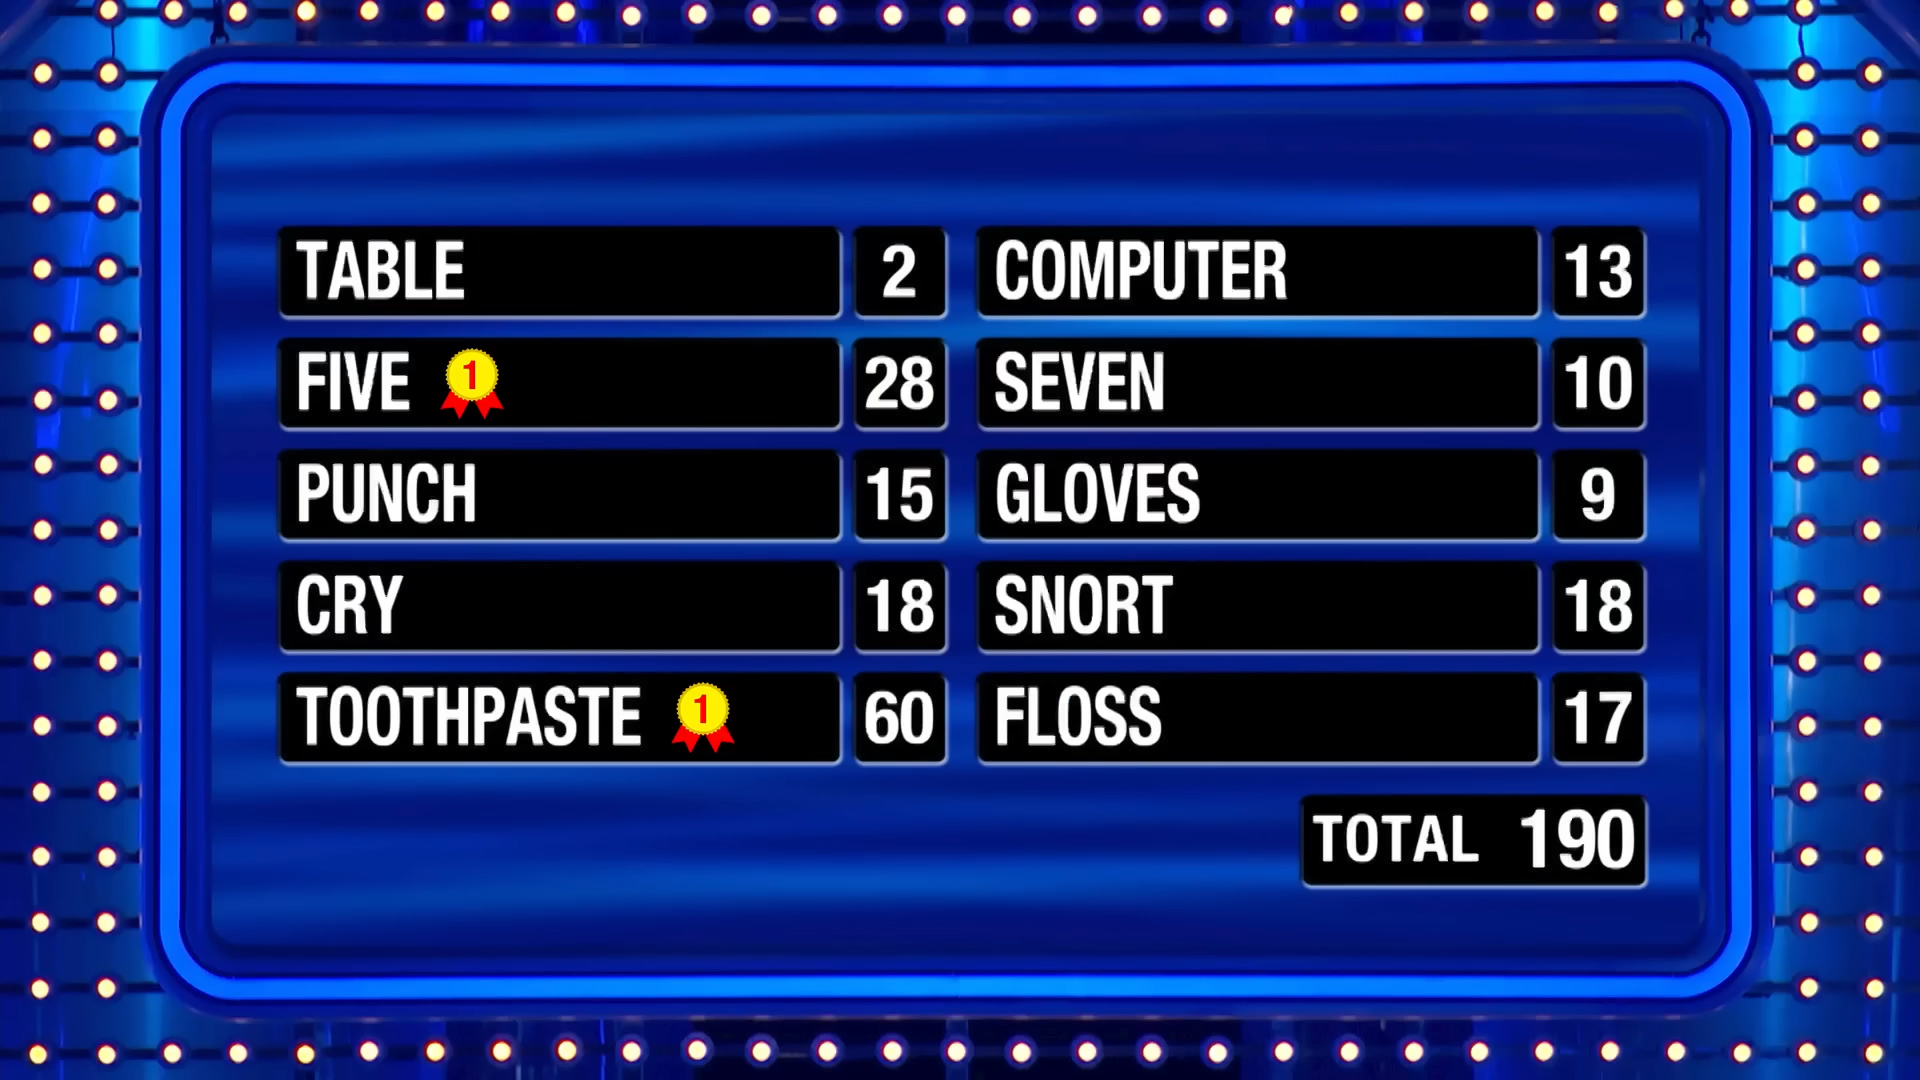 TABLE 2 COMPUTER 13
FIVE 1 28 SEVEN 10
PUNCH 15 GLOVES 9
CRY 18 SNORT 18
TOOTHPASTE 1 60 FLOSS 17
TOTAL 190